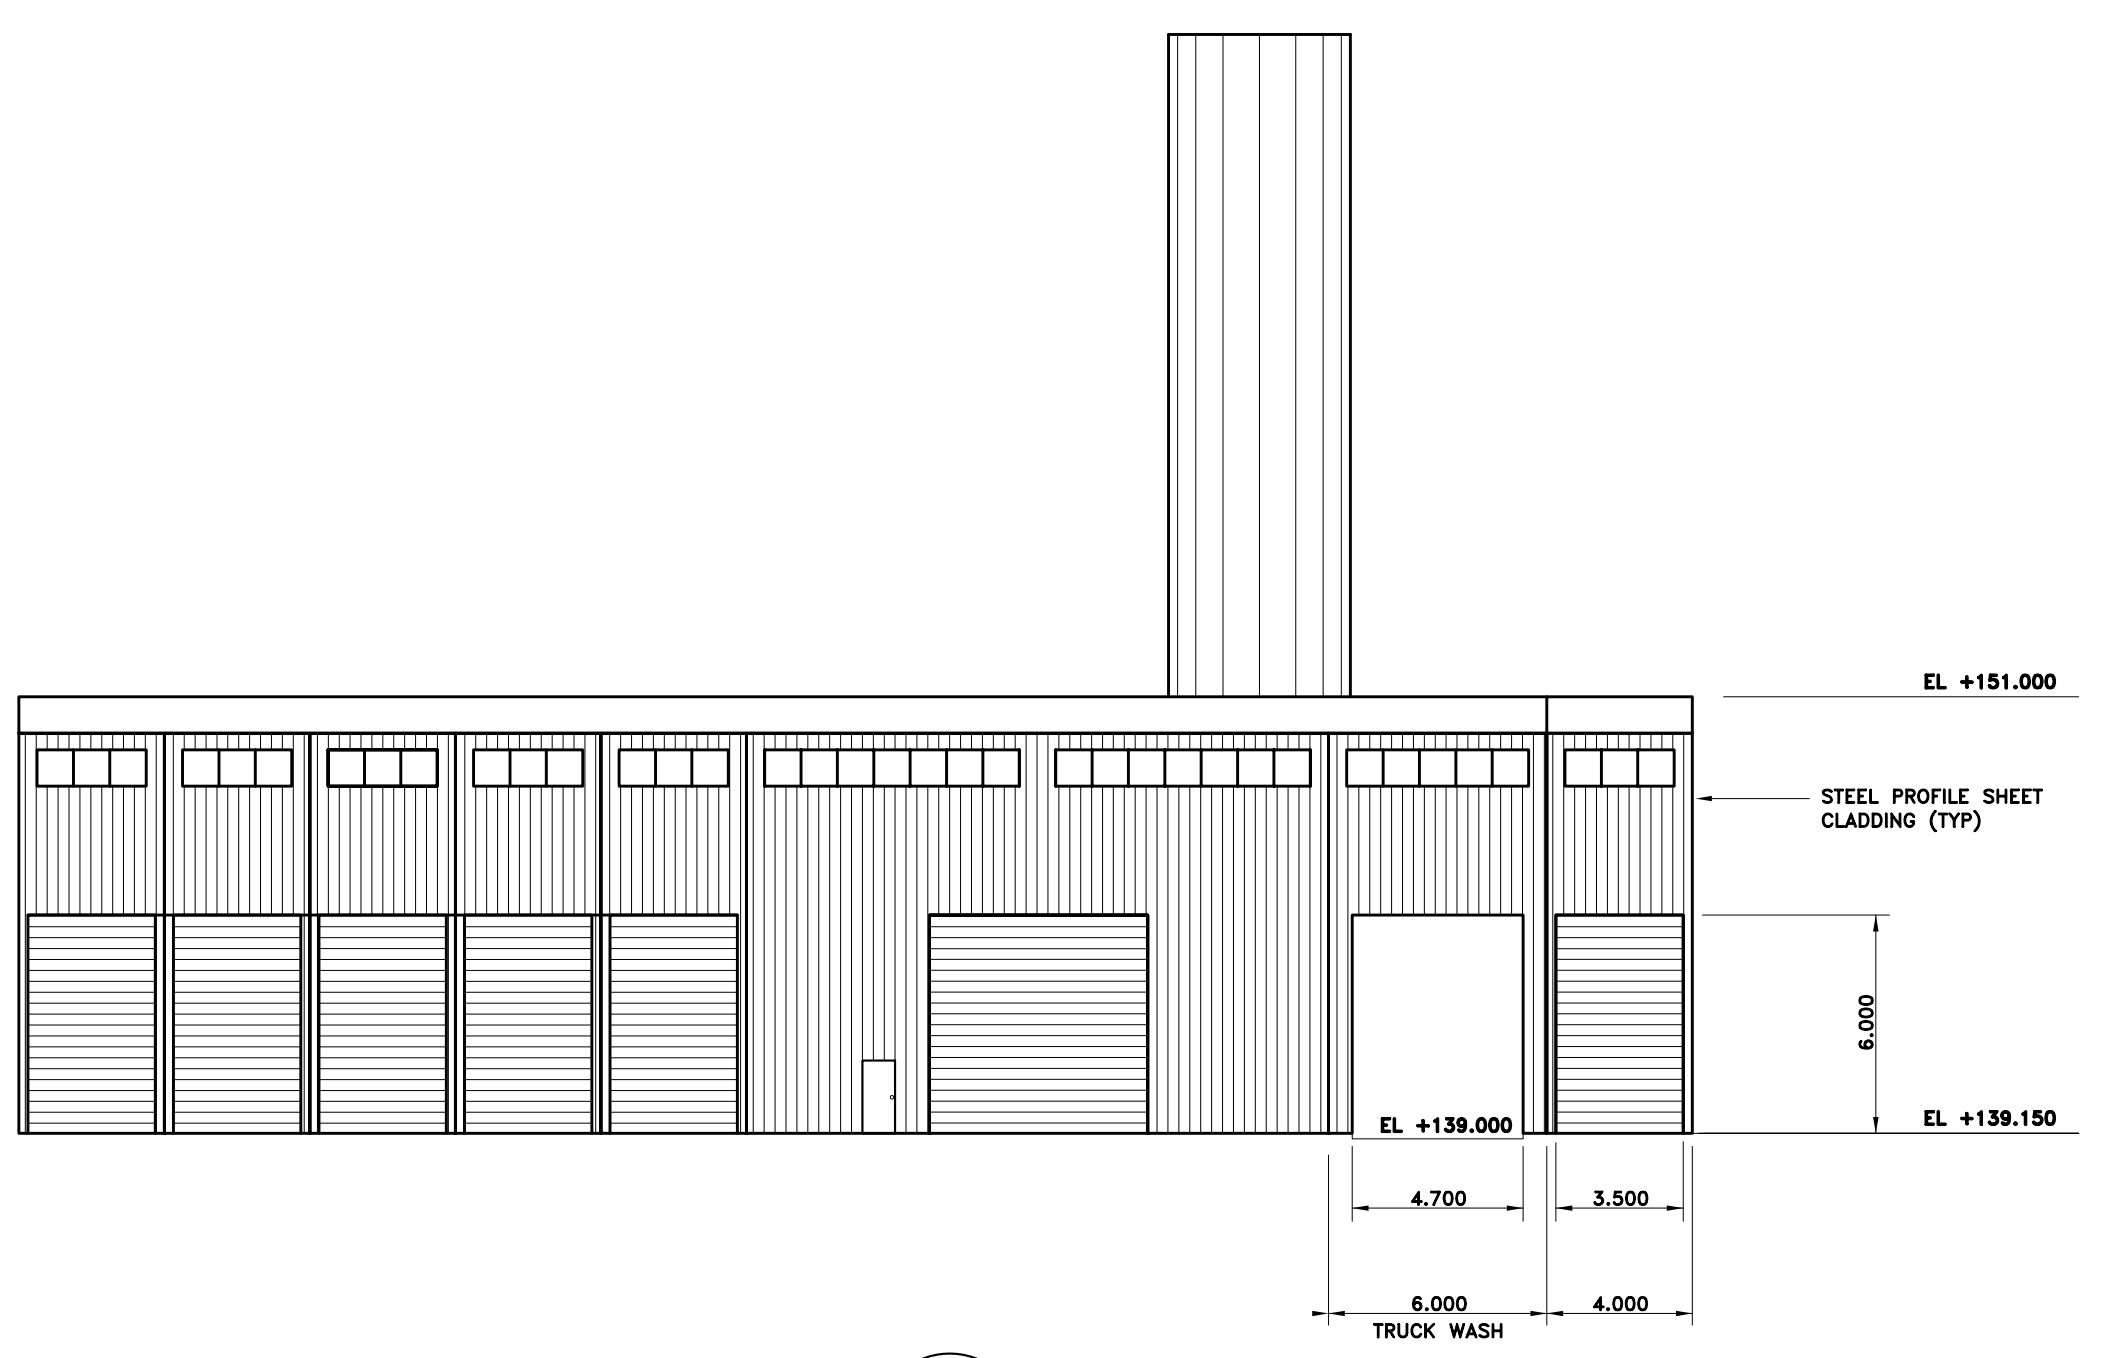 EL +151.000
STEEL PROFILE SHEET
CLADDING (TYP)
6.000
EL +139.000
EL +139.150
4.700
3.500
6.000
4.000
TRUCK WASH